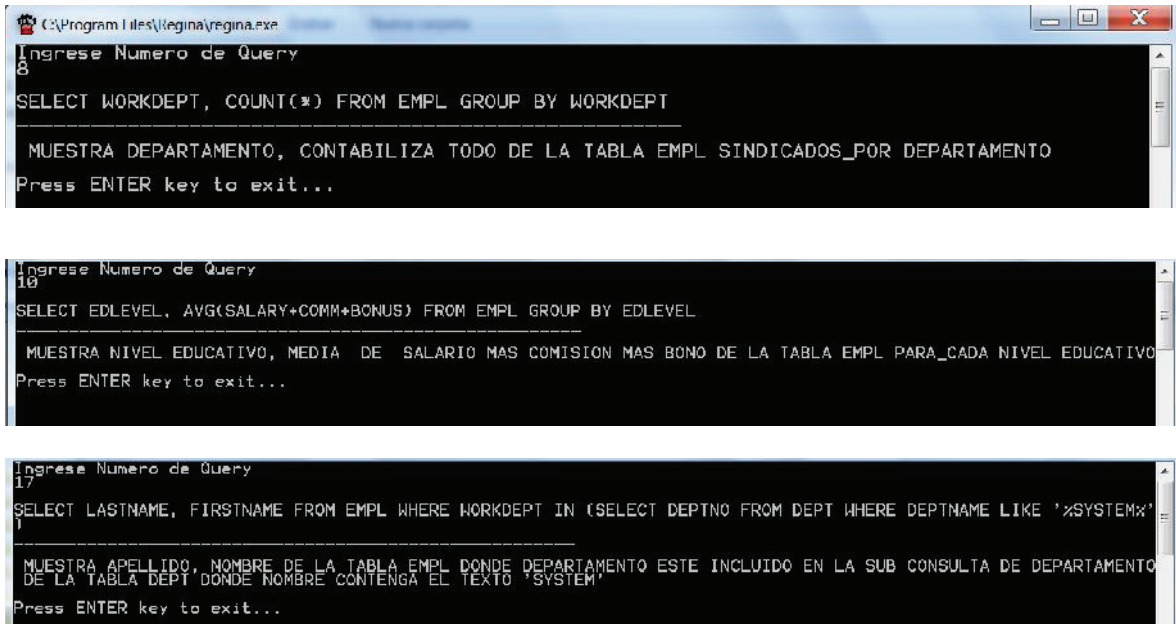 C:\Program Files\Regina\regina.exe
Ingrese Numero de Query
8
SELECT WORKDEPT, COUNT(*) FROM EMPL GROUP BY WORKDEPT
MUESTRA DEPARTAMENTO, CONTABILIZA TODO DE LA TABLA EMPL SINDICADOS_POR DEPARTAMENTO
Press ENTER key to exit...
Ingrese Numero de Query
10
SELECT EDLEVEL, AVG(SALARY+COMM+BONUS) FROM EMPL GROUP BY EDLEVEL
MUESTRA NIVEL EDUCATIVO, MEDIA DE SALARIO MAS COMISION MAS BONO DE LA TABLA EMPL PARA_CADA NIVEL EDUCATIVO
Press ENTER key to exit...
Ingrese Numero de Query
17
SELECT LASTNAME, FIRSTNAME FROM EMPL WHERE WORKDEPT IN (SELECT DEPTNO FROM DEPT WHERE DEPTNAME LIKE '%SYSTEM%'
)
MUESTRA APELLIDO, NOMBRE DE LA TABLA EMPL DONDE DEPARTAMENTO ESTE INCLUIDO EN LA SUB CONSULTA DE DEPARTAMENTO
DE LA TABLA DEPT DONDE NOMBRE CONTENGA EL TEXTO 'SYSTEM'
Press ENTER key to exit...